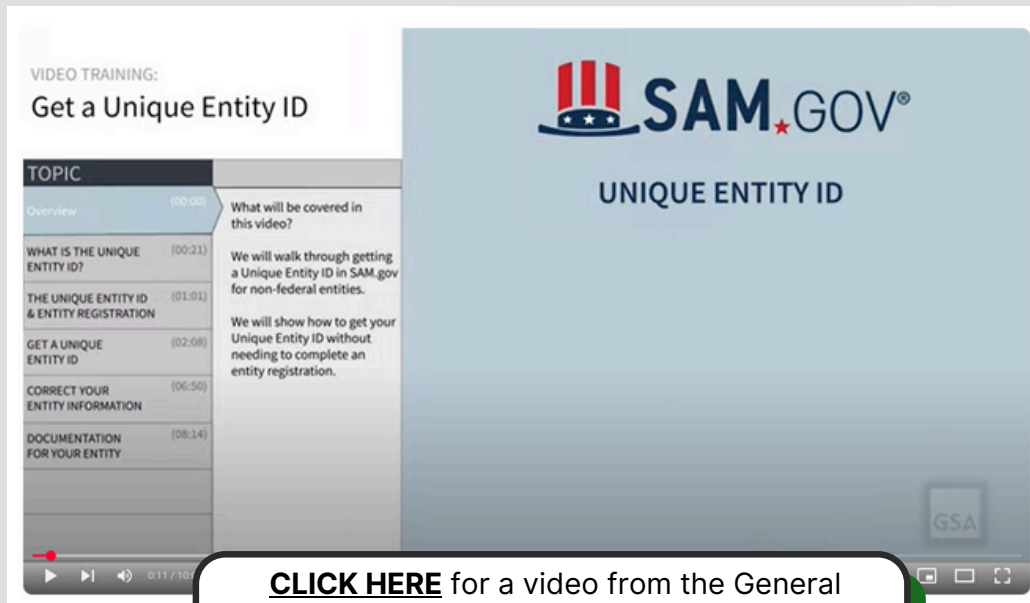 VIDEO TRAINING:
Get a Unique Entity ID
TOPIC
Overview (00:00)
WHAT IS THE UNIQUE (00:21)
ENTITY ID?
THE UNIQUE ENTITY ID (01:01)
& ENTITY REGISTRATION
GET A UNIQUE (02:08)
ENTITY ID
CORRECT YOUR (06:50)
ENTITY INFORMATION
DOCUMENTATION (08:14)
FOR YOUR ENTITY
What will be covered in
this video?
We will walk through getting
a Unique Entity ID in SAM.gov
for non-federal entities.
We will show how to get your
Unique Entity ID without
needing to complete an
entity registration.
SAM.GOV®
UNIQUE ENTITY ID
GSA
0:11 / 10:
CLICK HERE for a video from the General